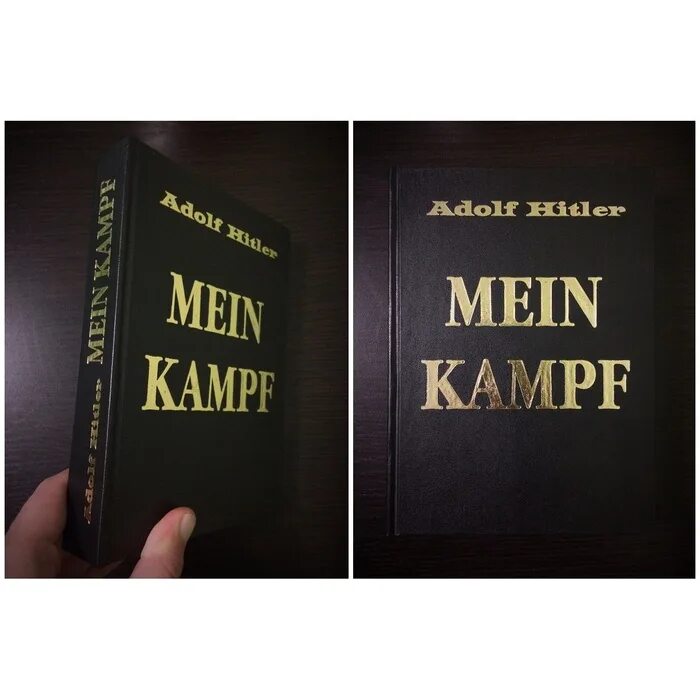 Adolf Hitler MEIN KAMPF
Adolf Hitler
MEIN
KAMPF
Adolf Hitler
MEIN
KAMPF